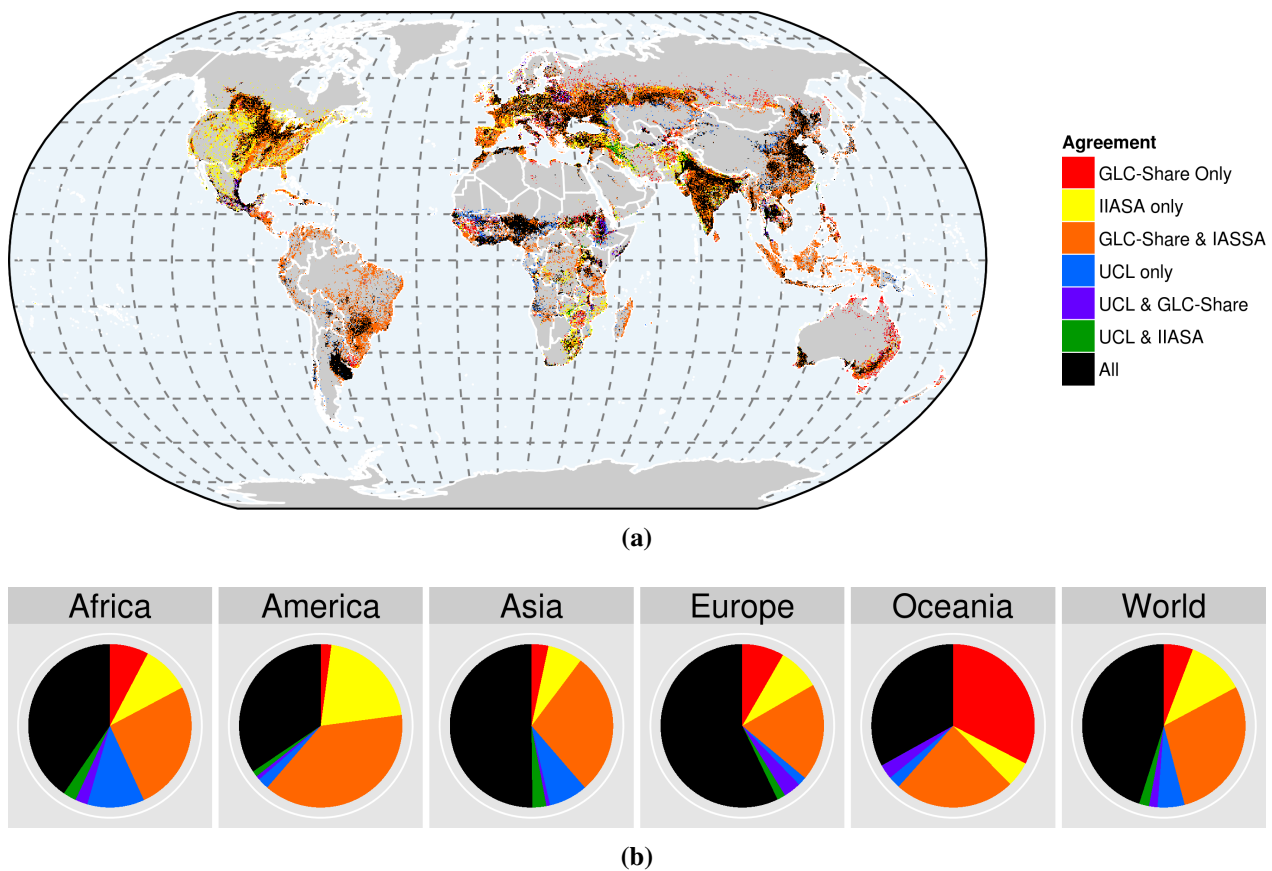 Agreement
GLC-Share Only
IIASA only
GLC-Share & IASSA
UCL only
UCL & GLC-Share
UCL & IIASA
All
(a)
Africa
America
Asia
Europe
Oceania
World
(b)